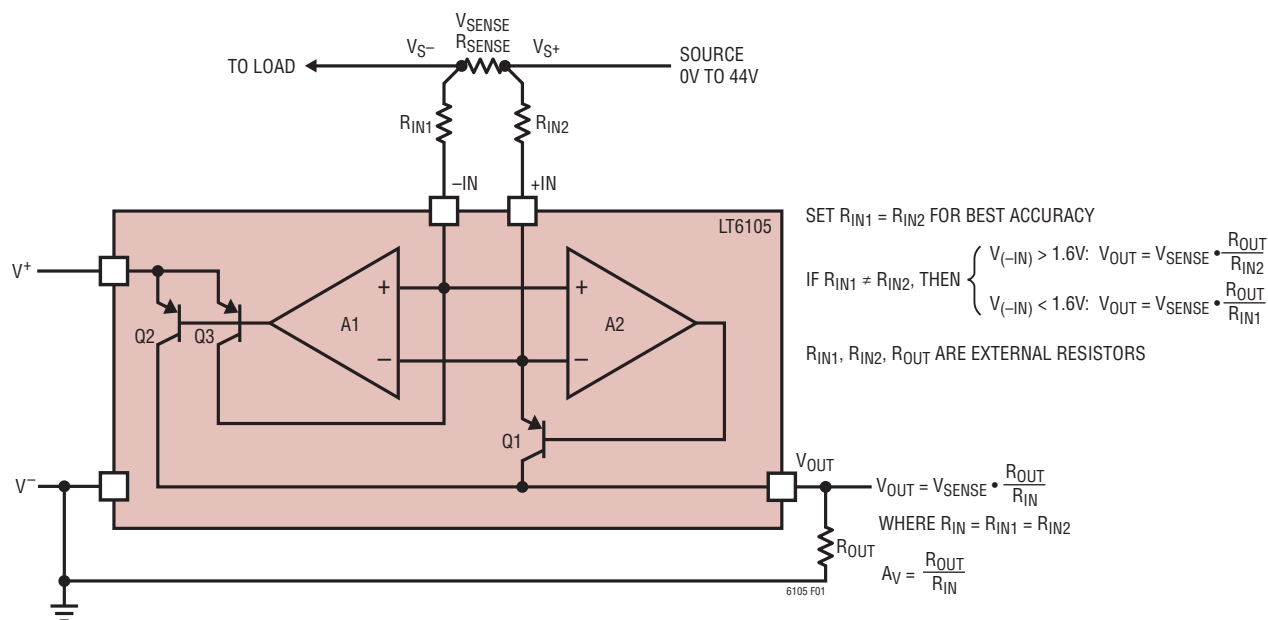 VSENSE
VS– RSENSE VS+
TO LOAD
SOURCE
0V TO 44V
RIN1
RIN2
–IN
+IN
LT6105
V+
Q2
Q3
+
A1
–
+
A2
–
Q1
V–
VOUT
ROUT
6105 F01
SET RIN1 = RIN2 FOR BEST ACCURACY
IF RIN1 ≠ RIN2, THEN
V(–IN) > 1.6V: VOUT = VSENSE • ROUT/RIN2
V(–IN) < 1.6V: VOUT = VSENSE • ROUT/RIN1
RIN1, RIN2, ROUT ARE EXTERNAL RESISTORS
VOUT = VSENSE • ROUT/RIN
WHERE RIN = RIN1 = RIN2
AV = ROUT/RIN